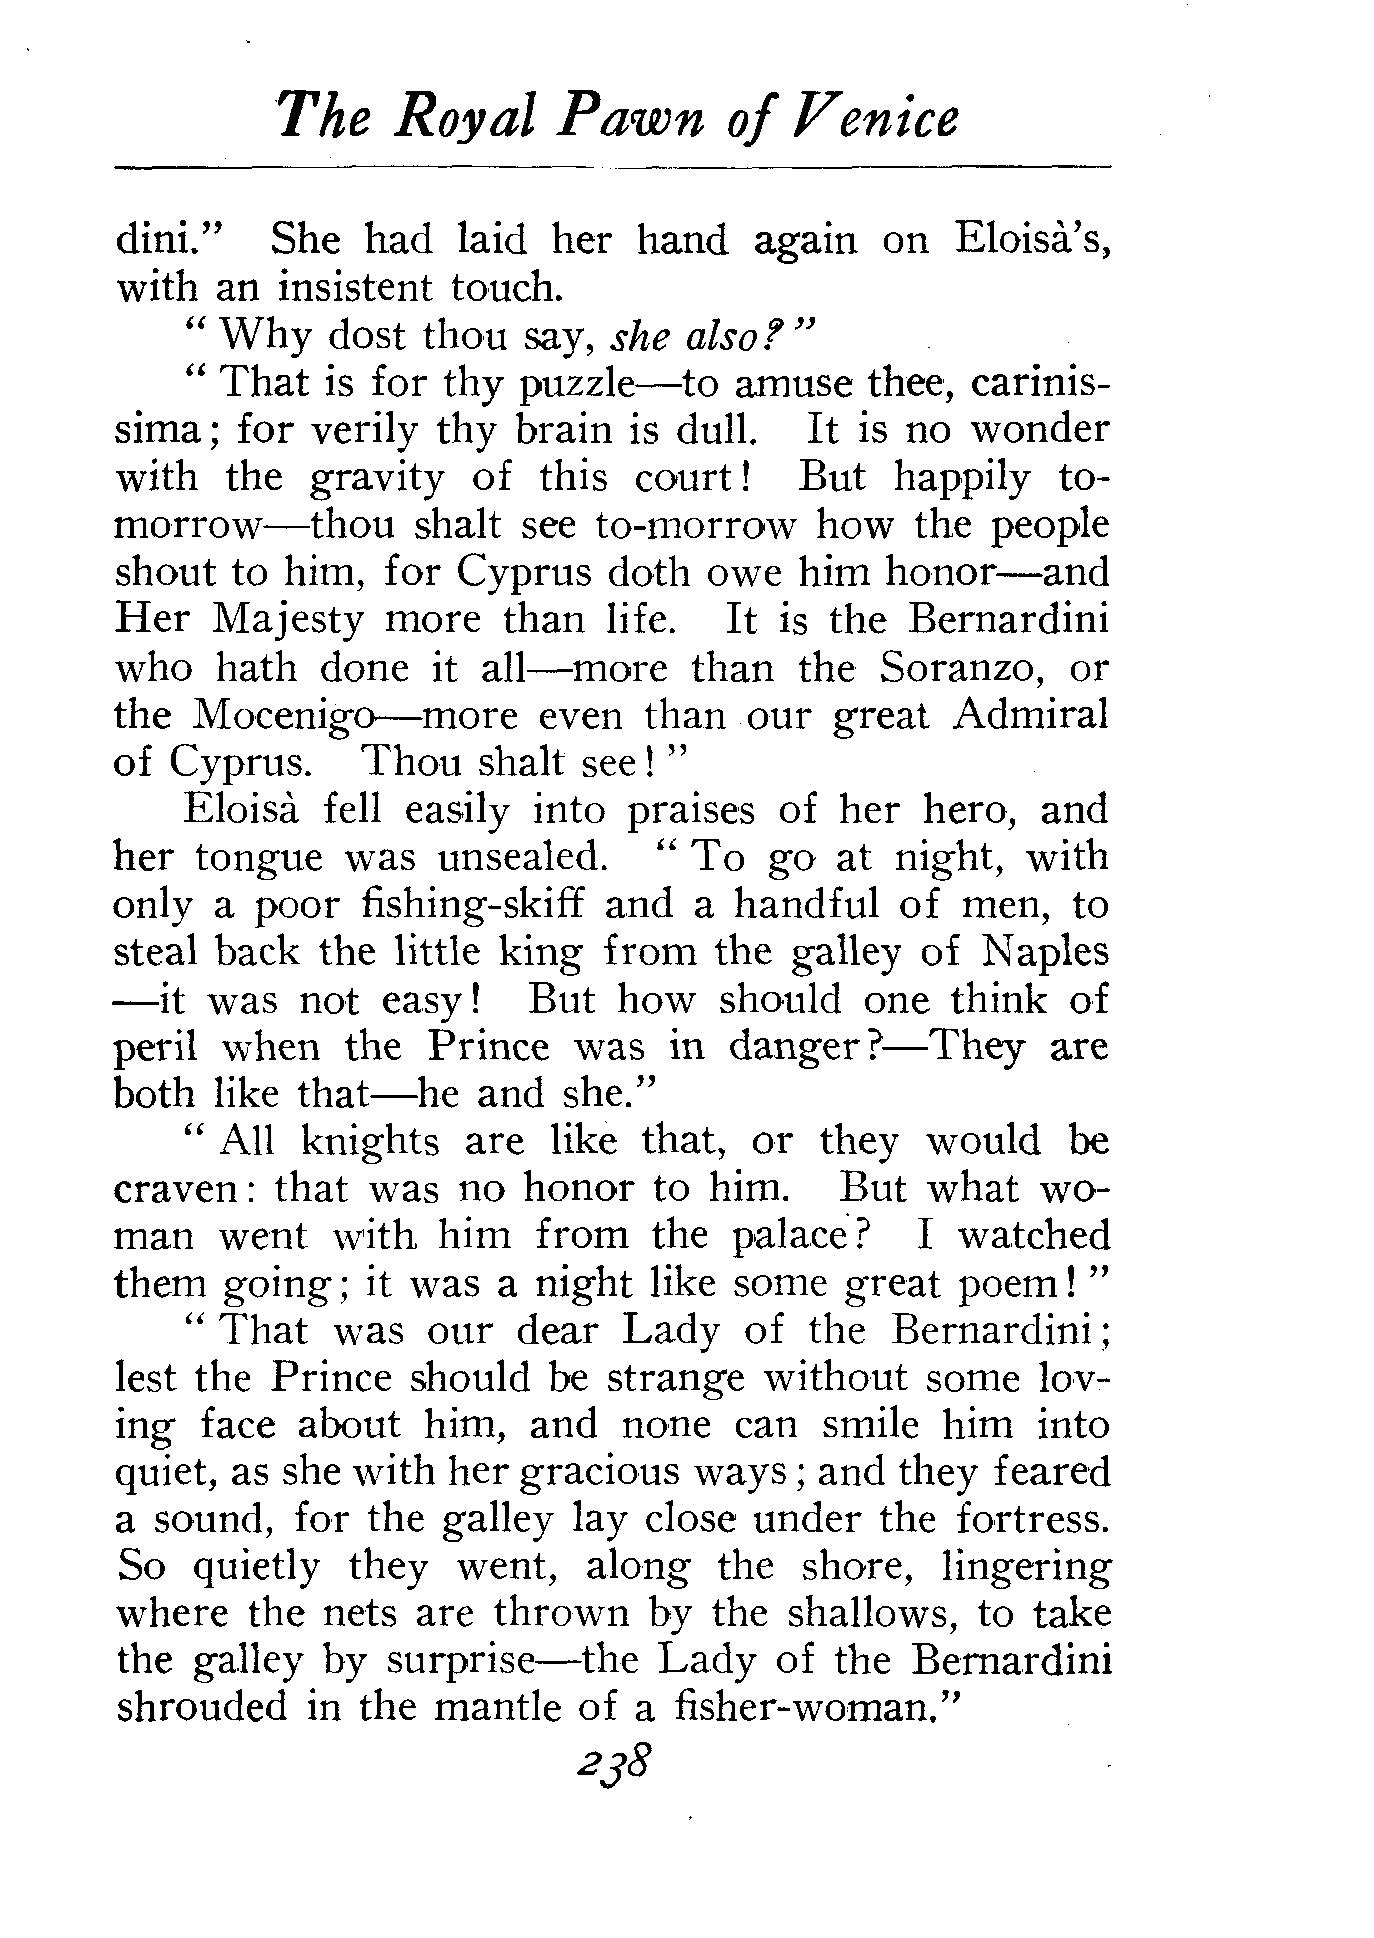 The Royal Pawn of Venice
dini.” She had laid her hand again on Eloisà’s,
with an insistent touch.
“ Why dost thou say, she also? ”
“ That is for thy puzzle—to amuse thee, carinis-
sima; for verily thy brain is dull. It is no wonder
with the gravity of this court! But happily to-
morrow—thou shalt see to-morrow how the people
shout to him, for Cyprus doth owe him honor—and
Her Majesty more than life. It is the Bernardini
who hath done it all—more than the Soranzo, or
the Mocenigo—more even than our great Admiral
of Cyprus. Thou shalt see! ”
Eloisà fell easily into praises of her hero, and
her tongue was unsealed. “ To go at night, with
only a poor fishing-skiff and a handful of men, to
steal back the little king from the galley of Naples
—it was not easy! But how should one think of
peril when the Prince was in danger?—They are
both like that—he and she.”
“ All knights are like that, or they would be
craven: that was no honor to him. But what wo-
man went with him from the palace? I watched
them going; it was a night like some great poem! ”
“ That was our dear Lady of the Bernardini;
lest the Prince should be strange without some lov-
ing face about him, and none can smile him into
quiet, as she with her gracious ways; and they feared
a sound, for the galley lay close under the fortress.
So quietly they went, along the shore, lingering
where the nets are thrown by the shallows, to take
the galley by surprise—the Lady of the Bernardini
shrouded in the mantle of a fisher-woman.”
238